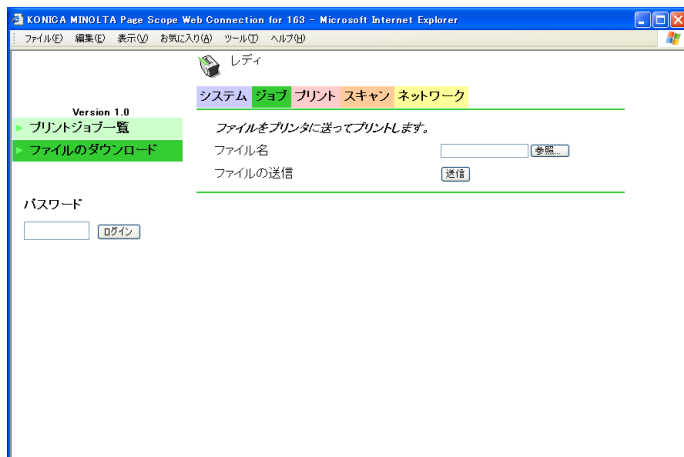 KONICA MINOLTA Page Scope Web Connection for 163 - Microsoft Internet Explorer
ファイル(F) 編集(E) 表示(V) お気に入り(A) ツール(T) ヘルプ(H)
レディ
システム ジョブ プリント スキャン ネットワーク
Version 1.0
プリントジョブ一覧
ファイルのダウンロード
ファイルをプリンタに送ってプリントします。
ファイル名 参照...
ファイルの送信 送信
パスワード
ログイン